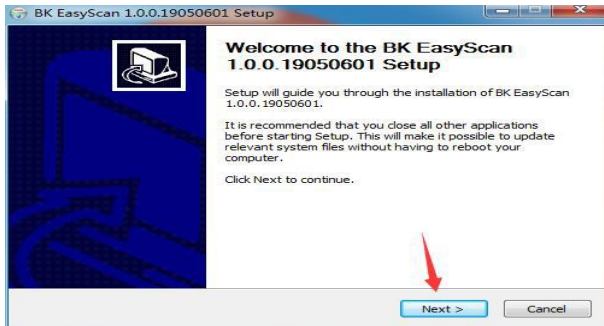 BK EasyScan 1.0.0.19050601 Setup
Welcome to the BK EasyScan
1.0.0.19050601 Setup
Setup will guide you through the installation of BK EasyScan
1.0.0.19050601.
It is recommended that you close all other applications
before starting Setup. This will make it possible to update
relevant system files without having to reboot your
computer.
Click Next to continue.
Next >
Cancel